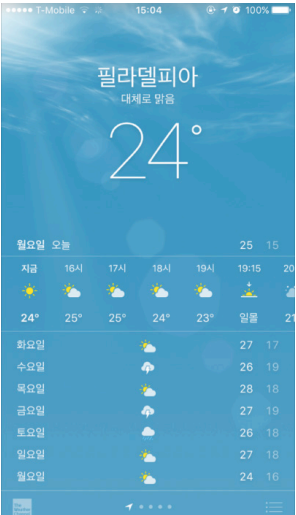 T-Mobile 15:04 100%
필라델피아
대체로 맑음
24°
월요일 오늘 25 15
지금 16시 17시 18시 19시 19:15 20
24° 25° 25° 24° 23° 일몰 21
화요일 27 17
수요일 26 19
목요일 28 18
금요일 27 19
토요일 26 18
일요일 27 18
월요일 24 16